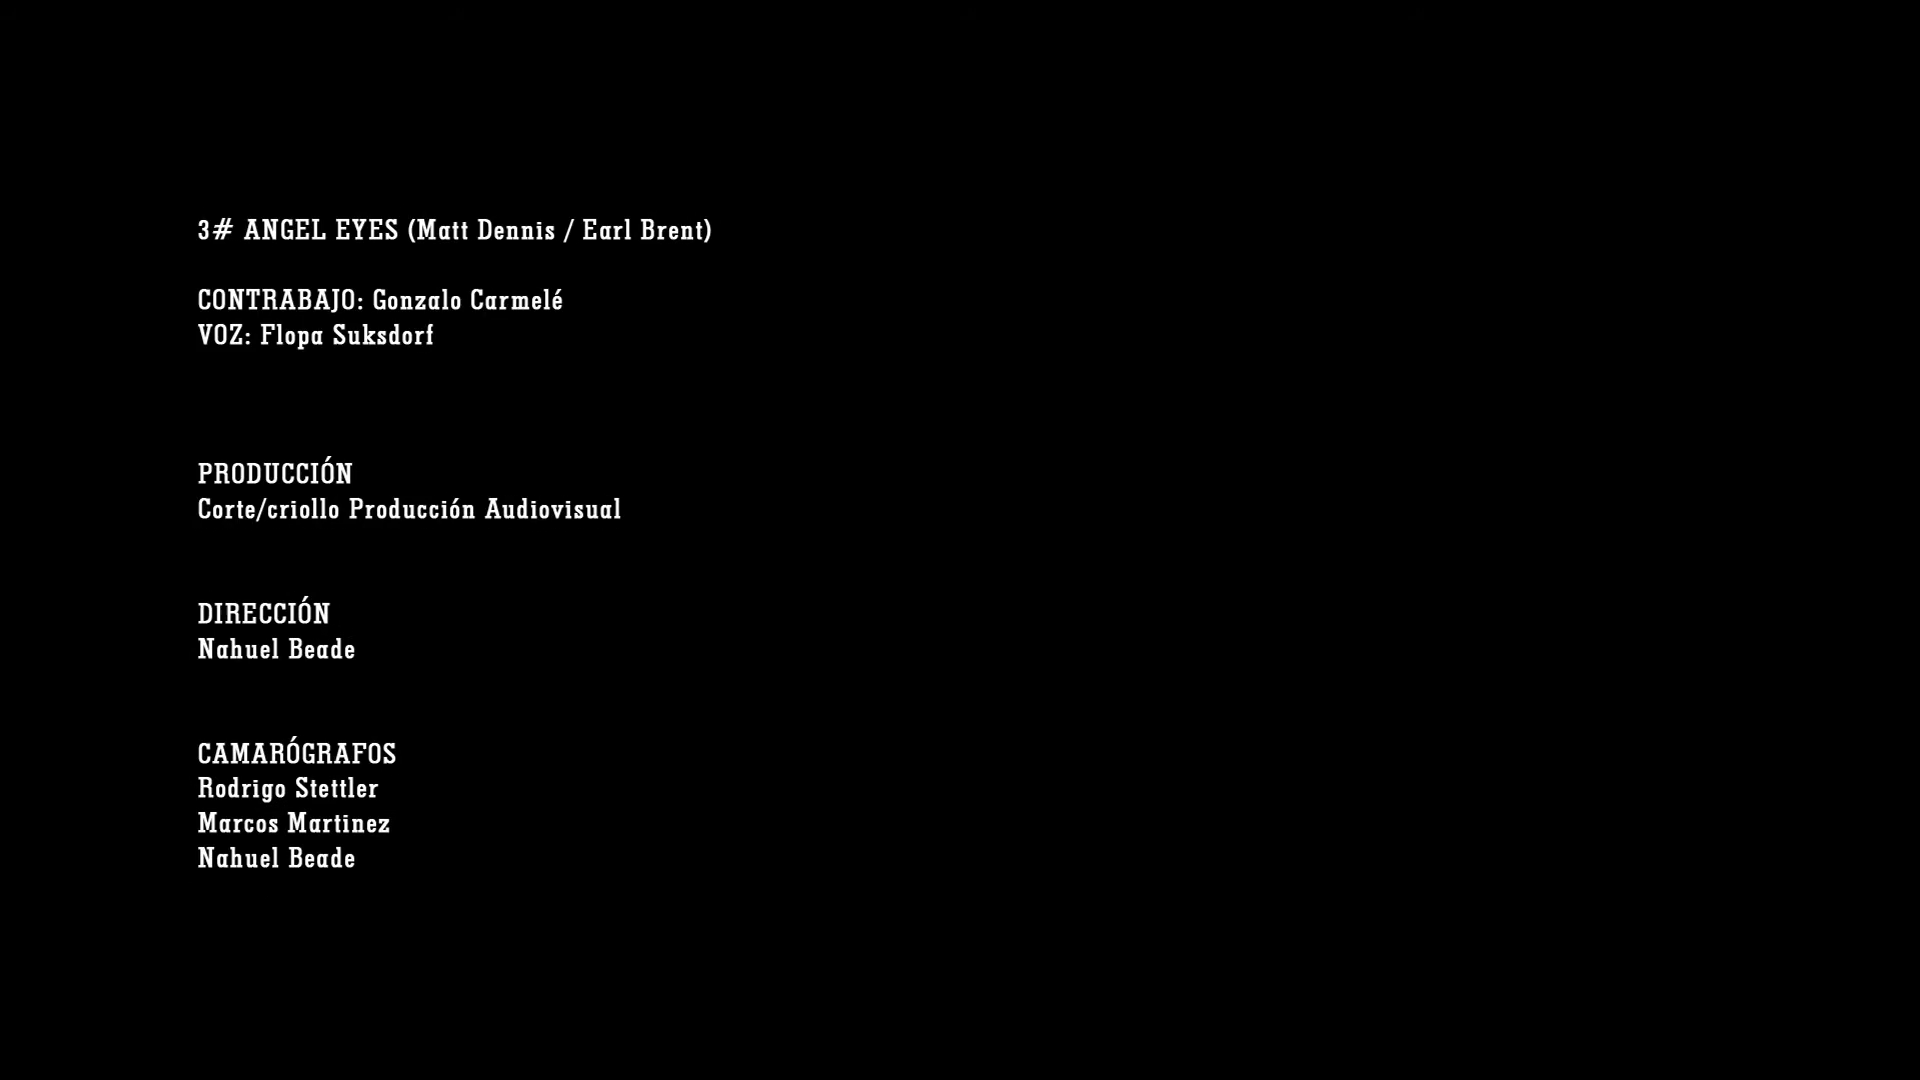 3# ANGEL EYES (Matt Dennis / Earl Brent)
CONTRABAJO: Gonzalo Carmelé
VOZ: Flopa Suksdorf
PRODUCCIÓN
Corte/criollo Producción Audiovisual
DIRECCIÓN
Nahuel Beade
CAMARÓGRAFOS
Rodrigo Stettler
Marcos Martinez
Nahuel Beade